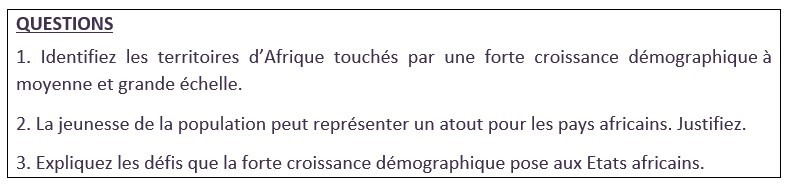 QUESTIONS
1. Identifiez les territoires d’Afrique touchés par une forte croissance démographique à
moyenne et grande échelle.
2. La jeunesse de la population peut représenter un atout pour les pays africains. Justifiez.
3. Expliquez les défis que la forte croissance démographique pose aux Etats africains.